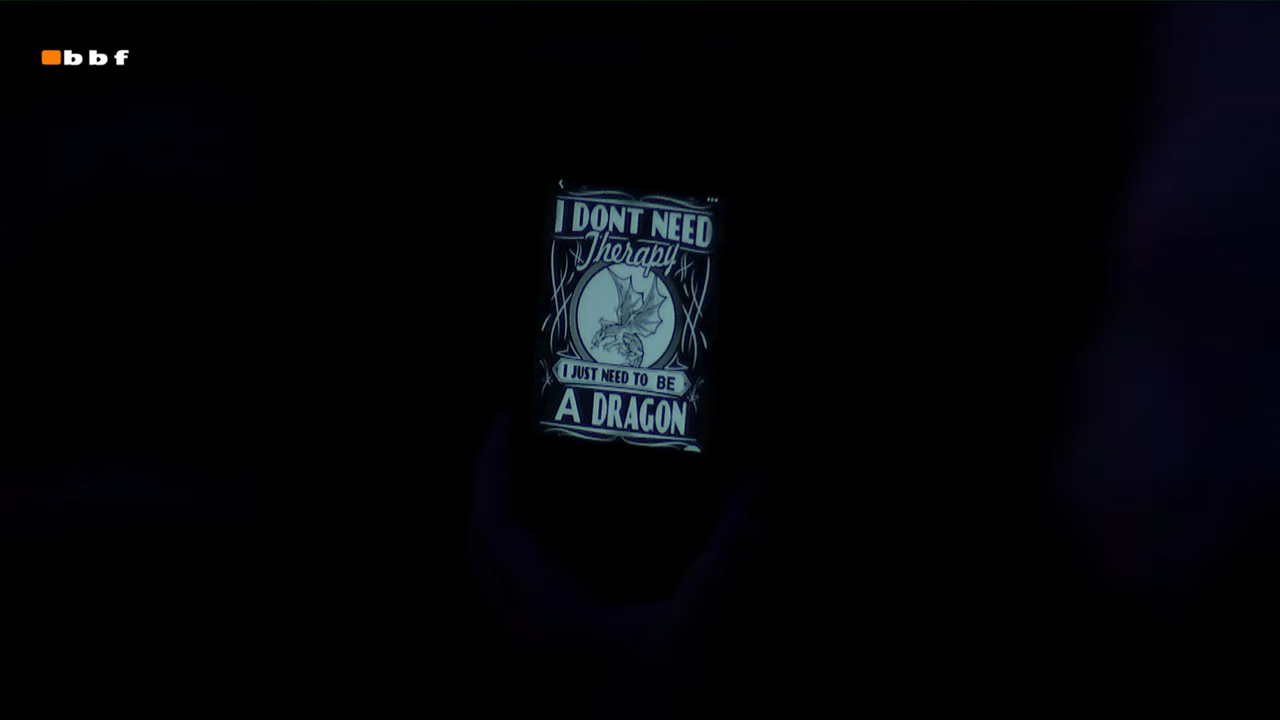 bbf
I DONT NEED
Therapy
I JUST NEED TO BE
A DRAGON